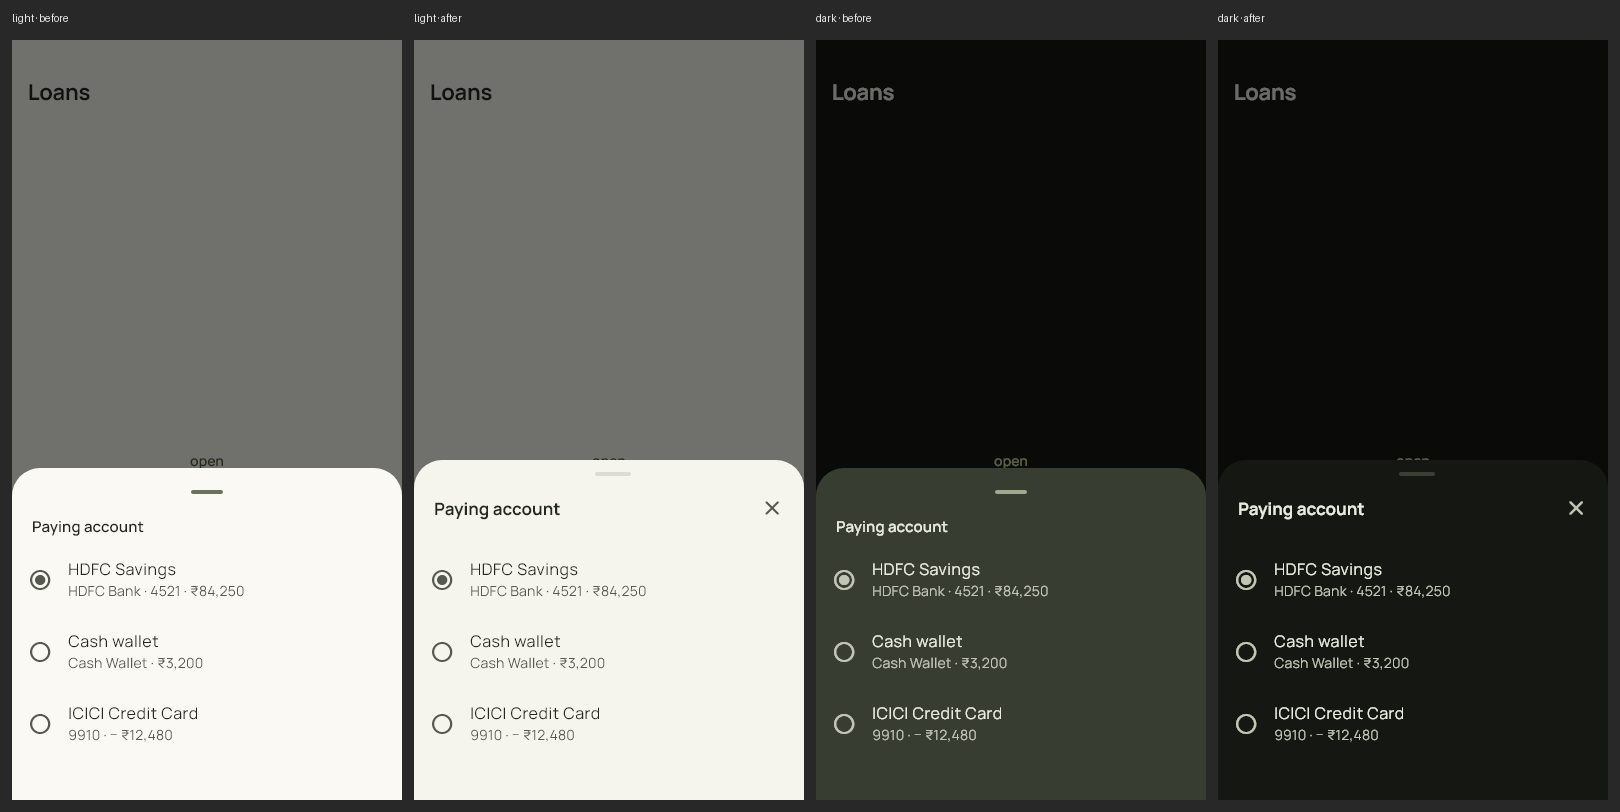 light · before
Loans
open
Paying account
HDFC Savings
HDFC Bank · 4521 · ₹84,250
Cash wallet
Cash Wallet · ₹3,200
ICICI Credit Card
9910 · − ₹12,480
light · after
Loans
open
Paying account
HDFC Savings
HDFC Bank · 4521 · ₹84,250
Cash wallet
Cash Wallet · ₹3,200
ICICI Credit Card
9910 · − ₹12,480
dark · before
Loans
open
Paying account
HDFC Savings
HDFC Bank · 4521 · ₹84,250
Cash wallet
Cash Wallet · ₹3,200
ICICI Credit Card
9910 · − ₹12,480
dark · after
Loans
open
Paying account
HDFC Savings
HDFC Bank · 4521 · ₹84,250
Cash wallet
Cash Wallet · ₹3,200
ICICI Credit Card
9910 · − ₹12,480